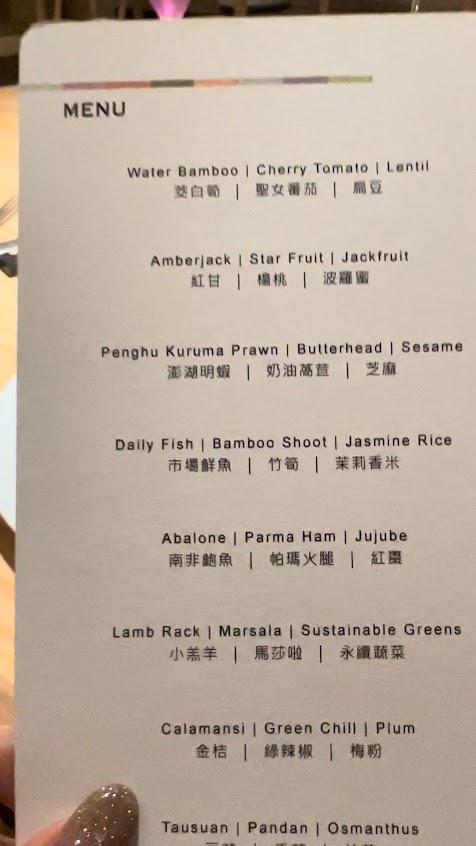 MENU
Water Bamboo | Cherry Tomato | Lentil
茭白筍 | 聖女番茄 | 扁豆
Amberjack | Star Fruit | Jackfruit
紅甘 | 楊桃 | 波羅蜜
Penghu Kuruma Prawn | Butterhead | Sesame
澎湖明蝦 | 奶油萵苣 | 芝麻
Daily Fish | Bamboo Shoot | Jasmine Rice
市場鮮魚 | 竹筍 | 茉莉香米
Abalone | Parma Ham | Jujube
南非鮑魚 | 帕瑪火腿 | 紅棗
Lamb Rack | Marsala | Sustainable Greens
小羔羊 | 馬莎啦 | 永續蔬菜
Calamansi | Green Chill | Plum
金桔 | 綠辣椒 | 梅粉
Tausuan | Pandan | Osmanthus